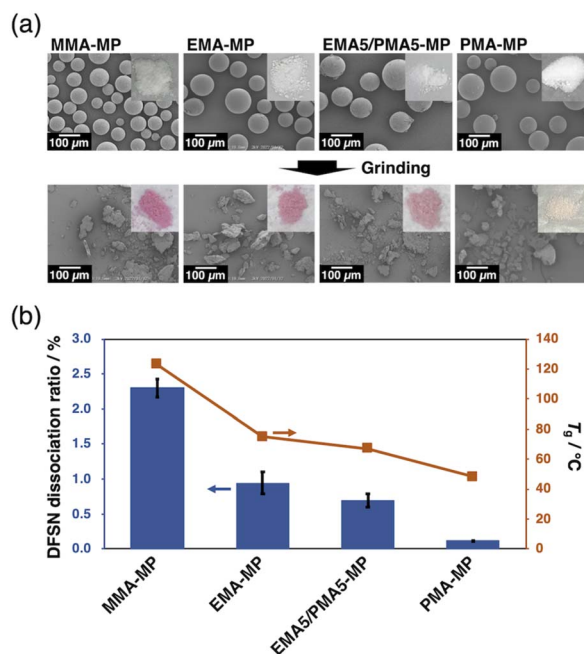 (a)
MMA-MP EMA-MP EMA5/PMA5-MP PMA-MP
100 µm 100 µm 100 µm 100 µm
Grinding
100 µm 100 µm 100 µm 100 µm
(b)
DFSN dissociation ratio / %
3.0
2.5
2.0
1.5
1.0
0.5
0.0
140
120
100
80
60
40
20
0
Tg / °C
MMA-MP
EMA-MP
EMA5/PMA5-MP
PMA-MP